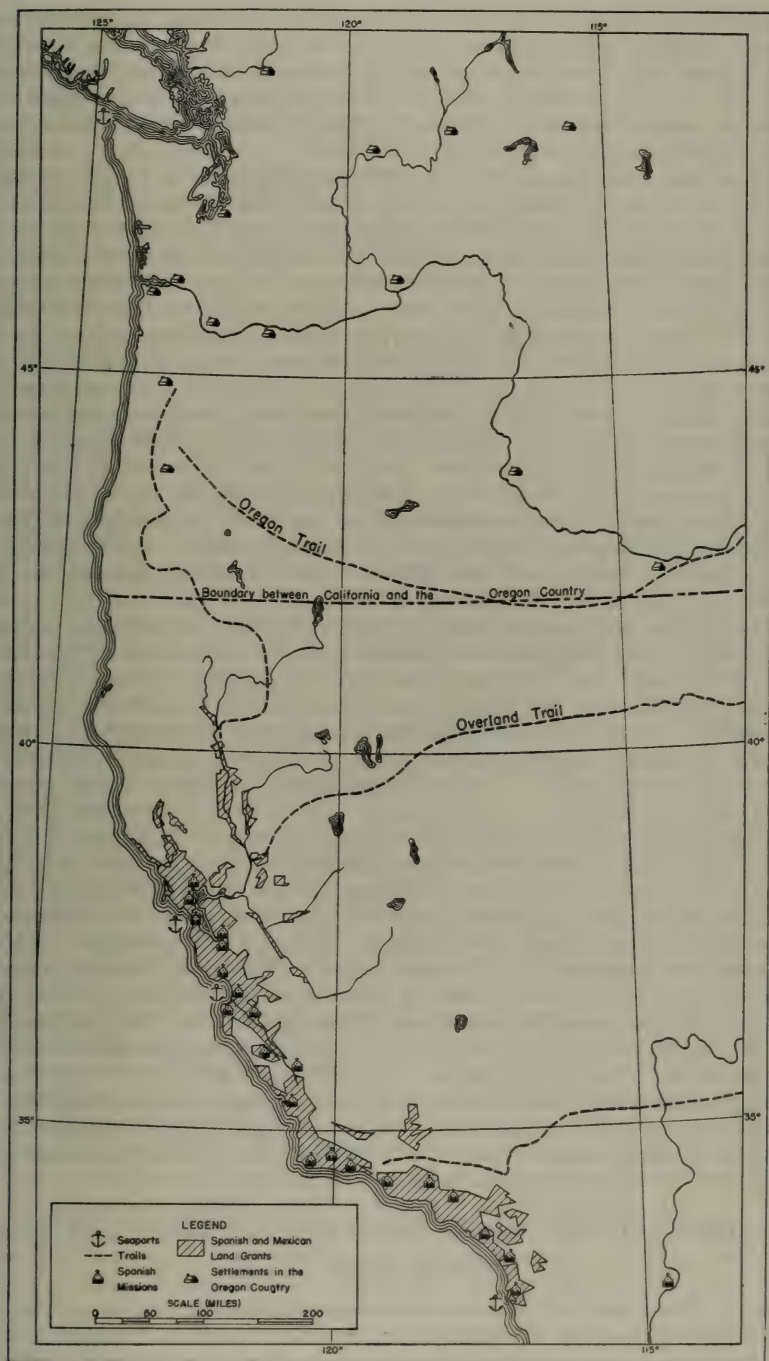 125° 120° 115°
45° 45°
Oregon Trail
Boundary between California and the Oregon Country
Overland Trail
40° 40°
35° 35°
LEGEND
Seaports
Trails
Spanish
Missions
Spanish and Mexican
Land Grants
Settlements in the
Oregon Cougtry
SCALE (MILES)
0 50 100 200
120° 115°